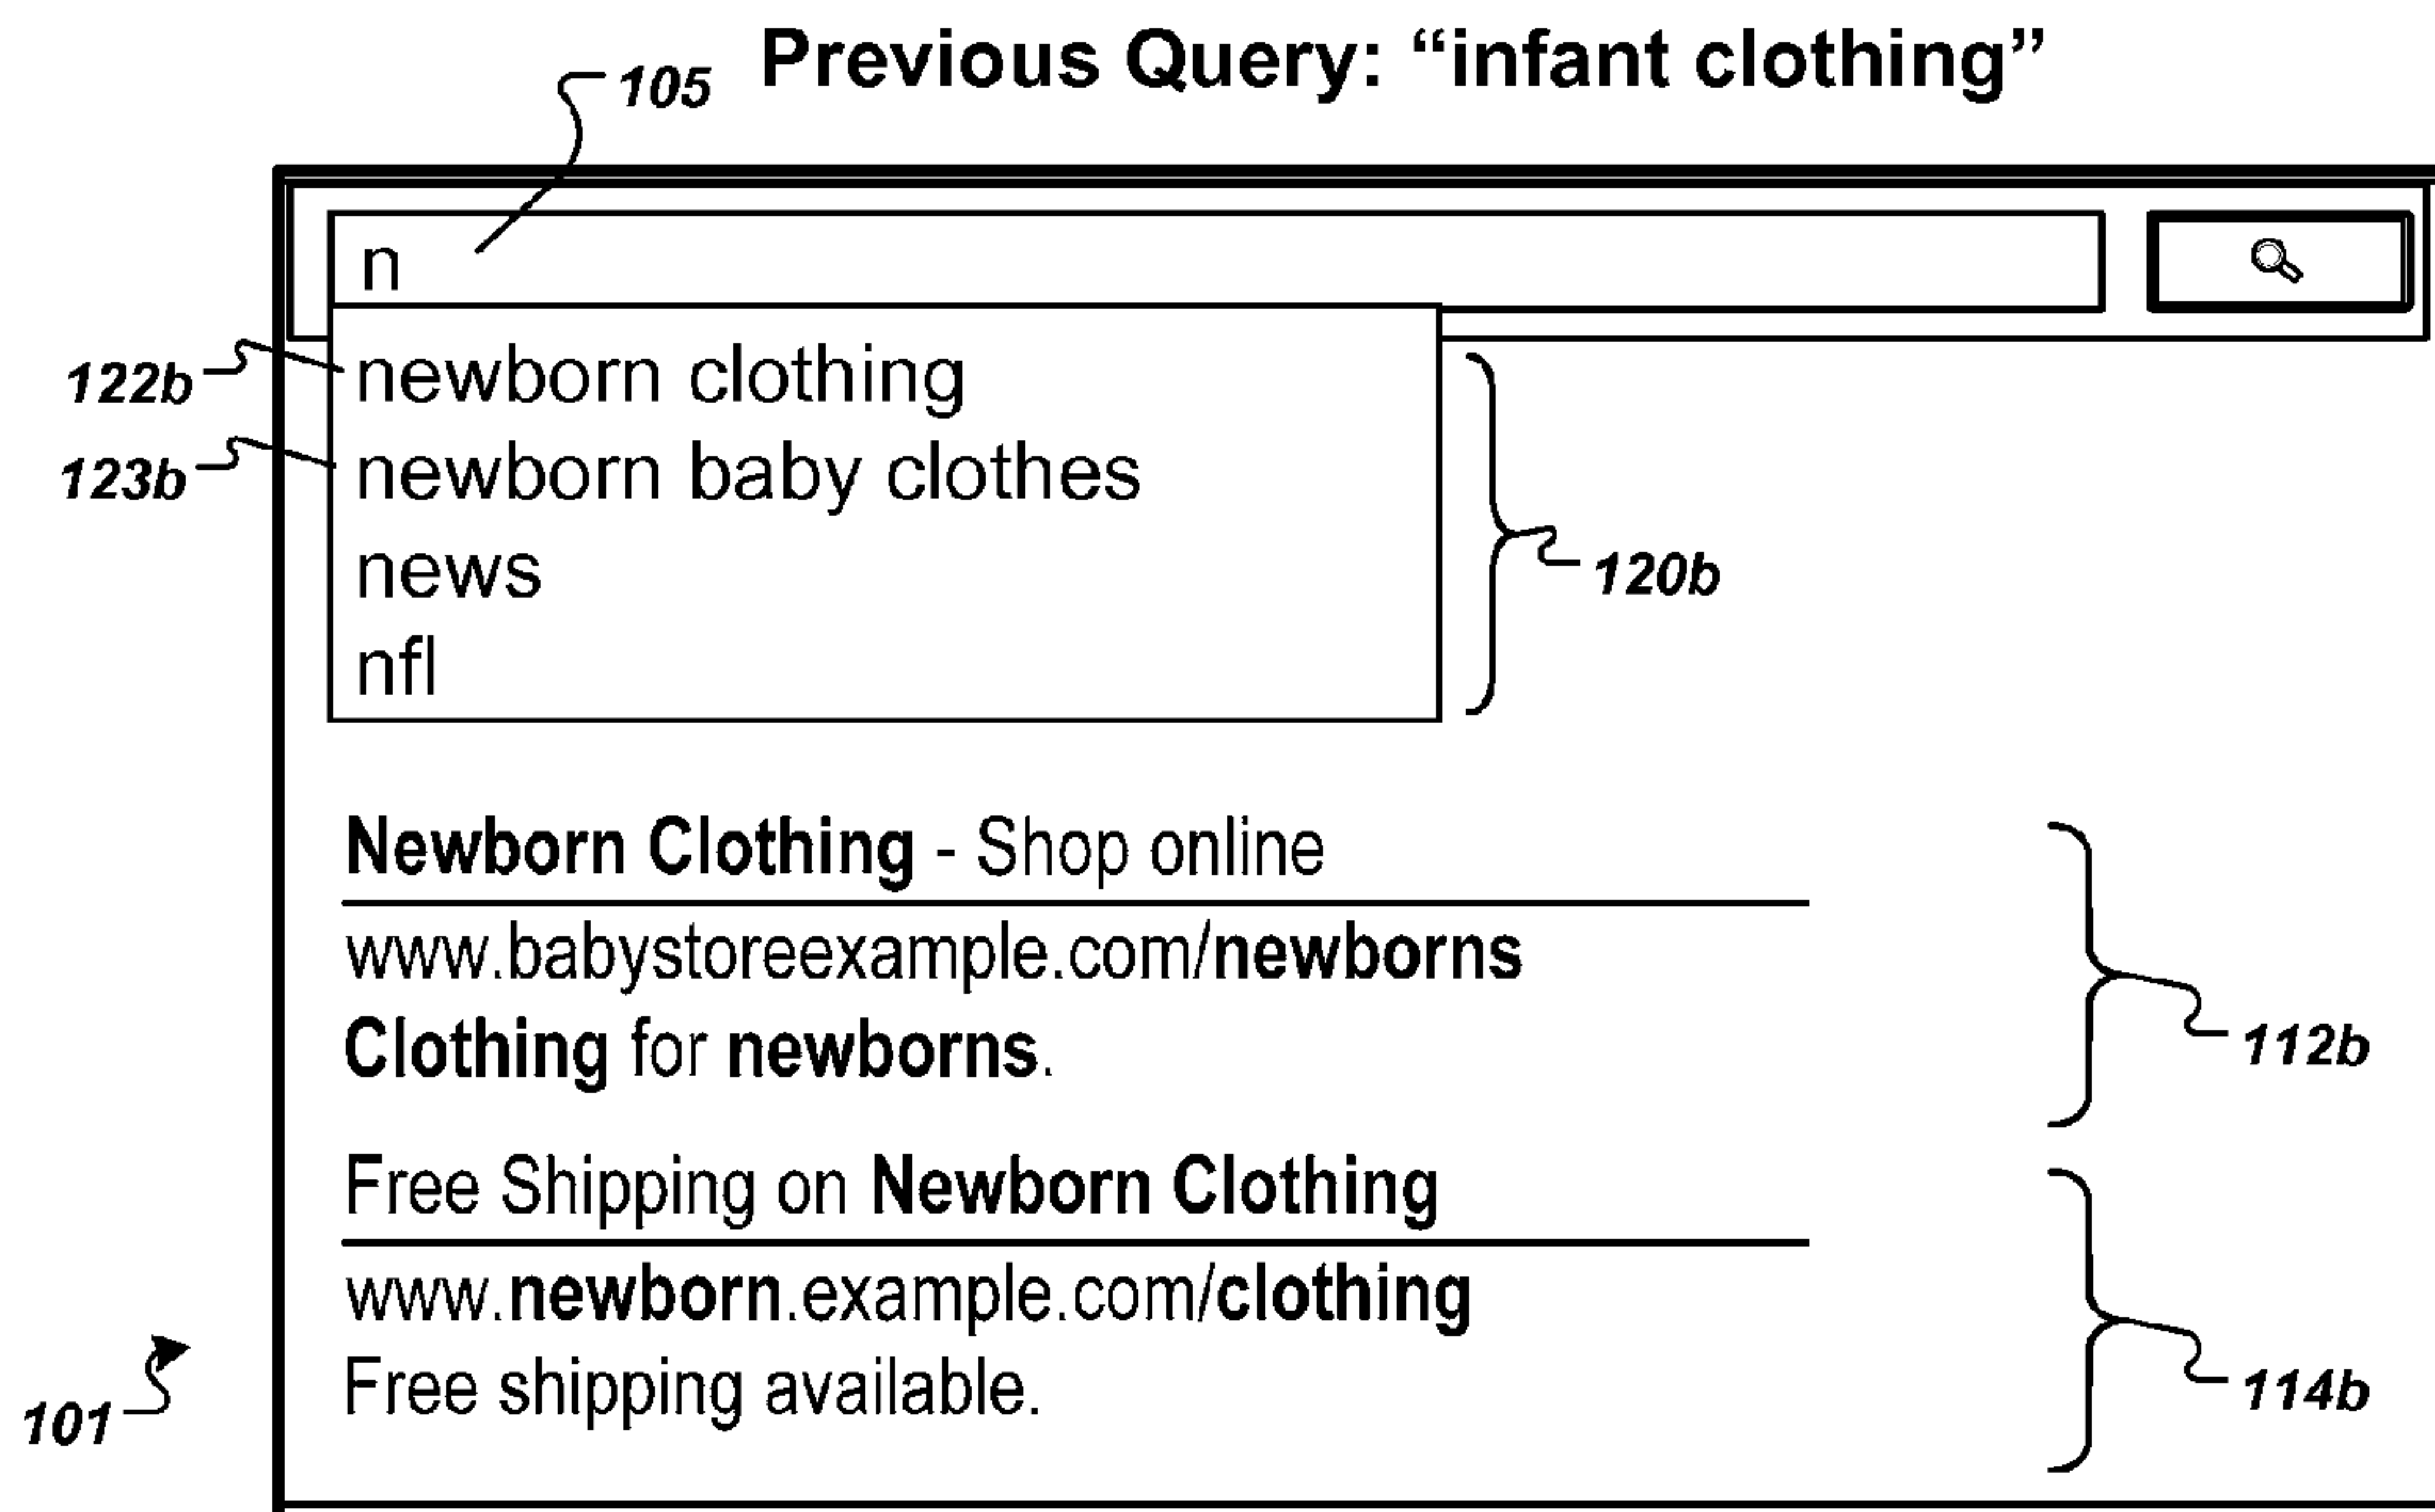 Previous Query: “infant clothing”
105
n
122b
newborn clothing
123b
newborn baby clothes
news
120b
nfl
Newborn Clothing - Shop online
www.babystoreexample.com/newborns
Clothing for newborns.
112b
Free Shipping on Newborn Clothing
www.newborn.example.com/clothing
Free shipping available.
114b
101